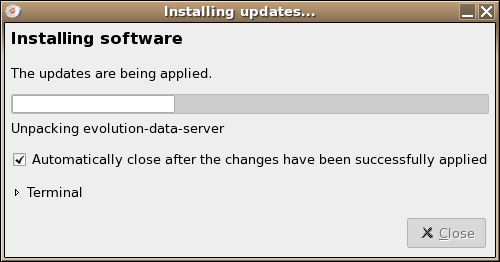 Installing updates...
Installing software
The updates are being applied.
Unpacking evolution-data-server
Automatically close after the changes have been successfully applied
Terminal
Close